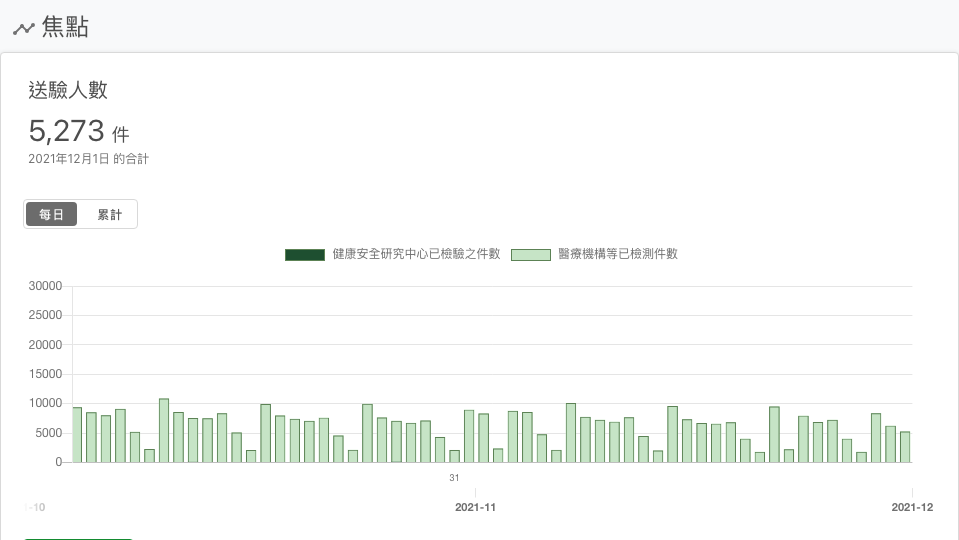 焦點
送驗人數
5,273 件
2021年12月1日 的合計
每日 累計
健康安全研究中心已檢驗之件數 醫療機構等已檢測件數
30000
25000
20000
15000
10000
5000
0
31
-10 2021-11 2021-12